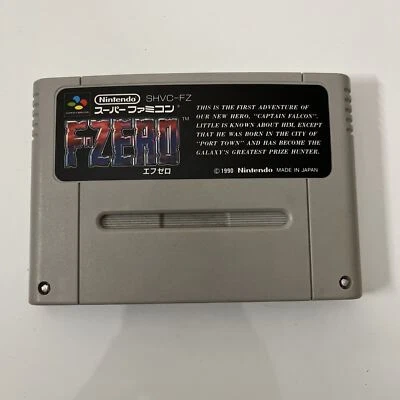 Nintendo SHVC-FZ
スーパーファミコン
F-ZERO™
エフゼロ
THIS IS THE FIRST ADVENTURE OF
OUR NEW HERO, "CAPTAIN FALCON".
LITTLE IS KNOWN ABOUT HIM, EXCEPT
THAT HE WAS BORN IN THE CITY OF
"PORT TOWN" AND HAS BECOME THE
GALAXY'S GREATEST PRIZE HUNTER.
©1990 Nintendo MADE IN JAPAN